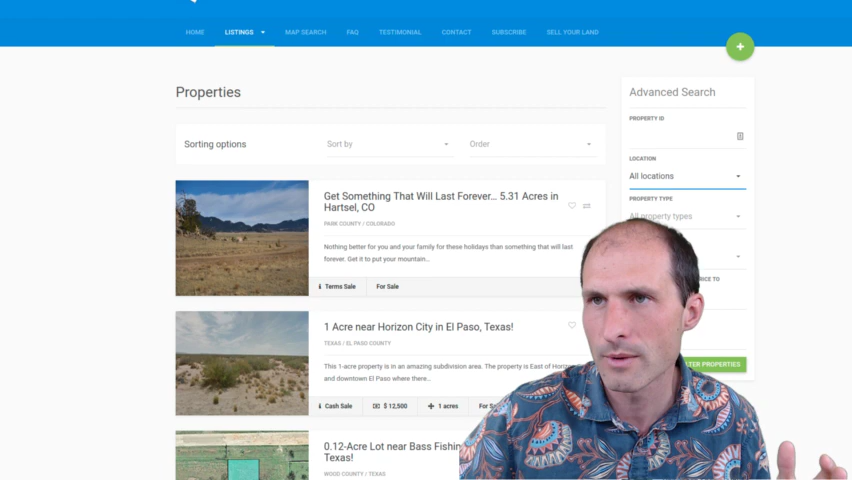 HOME LISTINGS MAP SEARCH FAQ TESTIMONIAL CONTACT SUBSCRIBE SELL YOUR LAND
Properties
Sorting options Sort by Order
Get Something That Will Last Forever... 5.31 Acres in
Hartsel, CO
PARK COUNTY / COLORADO
Nothing better for you and your family for these holidays than something that will last
forever. Get it to put your mountain...
Terms Sale For Sale
1 Acre near Horizon City in El Paso, Texas!
TEXAS / EL PASO COUNTY
This 1-acre property is in an amazing subdivision area. The property is East of Horizon
and downtown El Paso where there...
Cash Sale $ 12,500 1 acres For
0.12-Acre Lot near Bass Fishing
Texas!
WOOD COUNTY / TEXAS
Advanced Search
PROPERTY ID
LOCATION
All locations
PROPERTY TYPE
All property types
TO
PROPERTIES